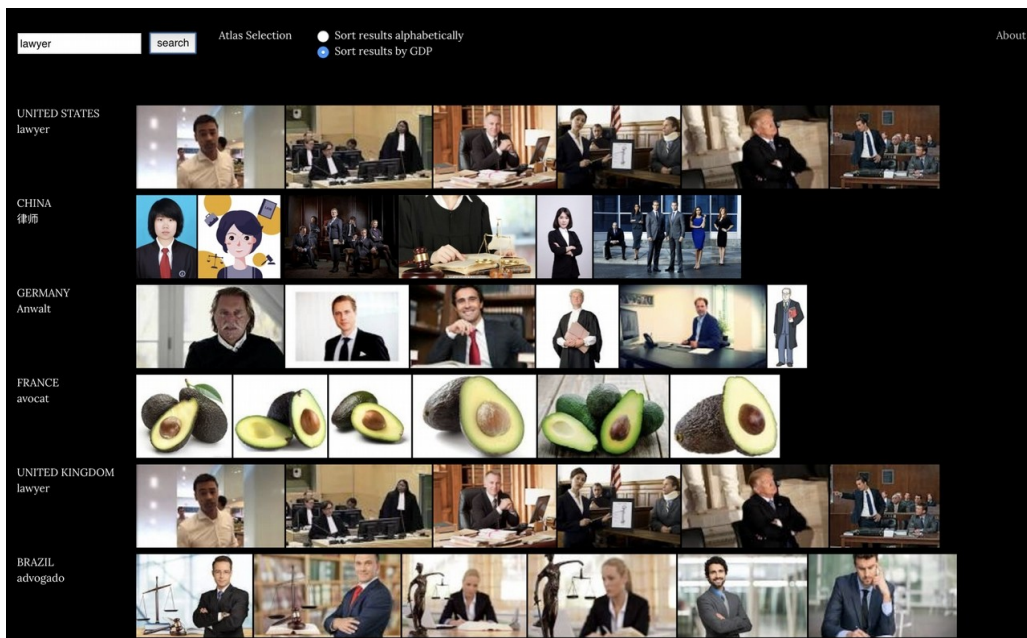 lawyer
search
Atlas Selection
Sort results alphabetically
Sort results by GDP
About
UNITED STATES
lawyer
CHINA
律师
GERMANY
Anwalt
FRANCE
avocat
UNITED KINGDOM
lawyer
BRAZIL
advogado